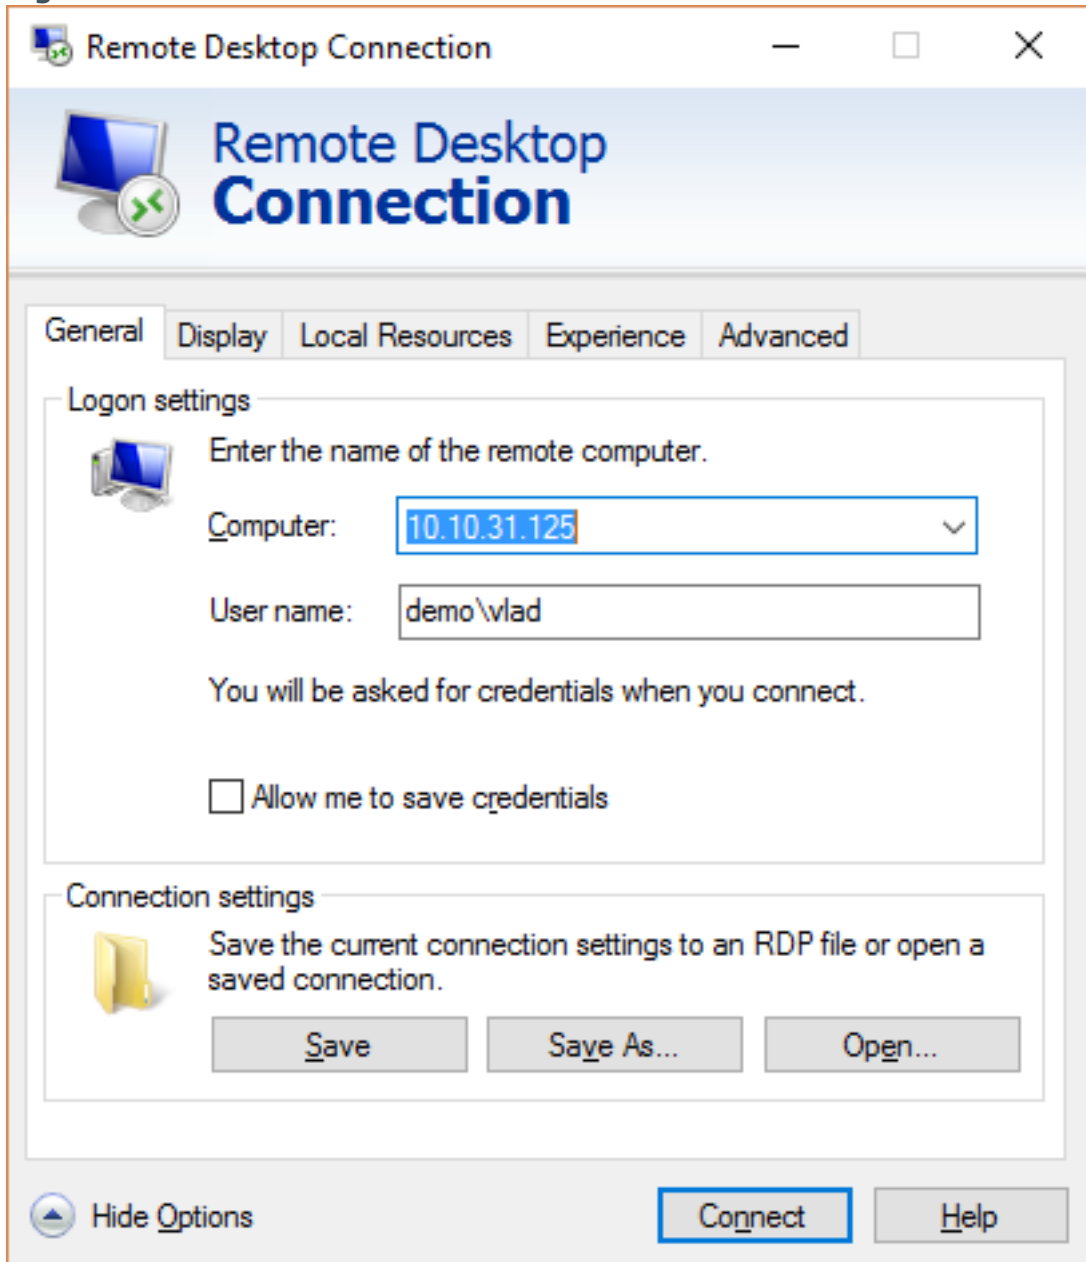 Remote Desktop Connection
Remote Desktop
Connection
General
Display
Local Resources
Experience
Advanced
Logon settings
Enter the name of the remote computer.
Computer:
10.10.31.125
User name:
demo\vlad
You will be asked for credentials when you connect.
Allow me to save credentials
Connection settings
Save the current connection settings to an RDP file or open a
saved connection.
Save
Save As...
Open...
Hide Options
Connect
Help